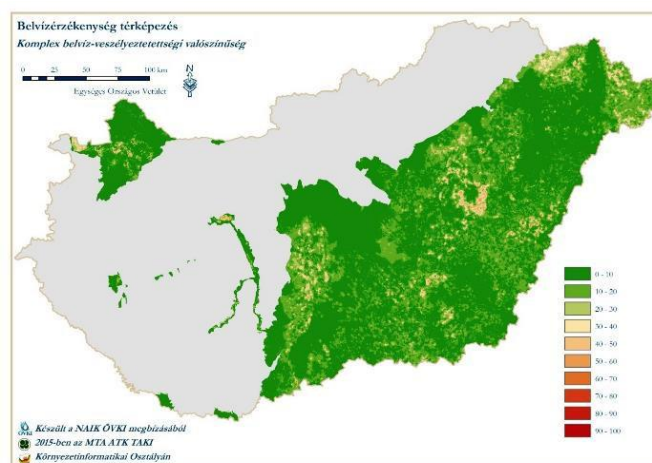 Belvízérzékenység térképezés
Komplex belvíz-veszélyeztetettségi valószínűség
N
0 25 50 75 100 km
Egységes Országos Vetület
0 - 10
10 - 20
20 - 30
30 - 40
40 - 50
50 - 60
60 - 70
70 - 80
80 - 90
90 - 100
Készült a NAIK ÖVKI megbízásából
2015-ben az MTA ATK TAKI
Környezetinformatikai Osztályán